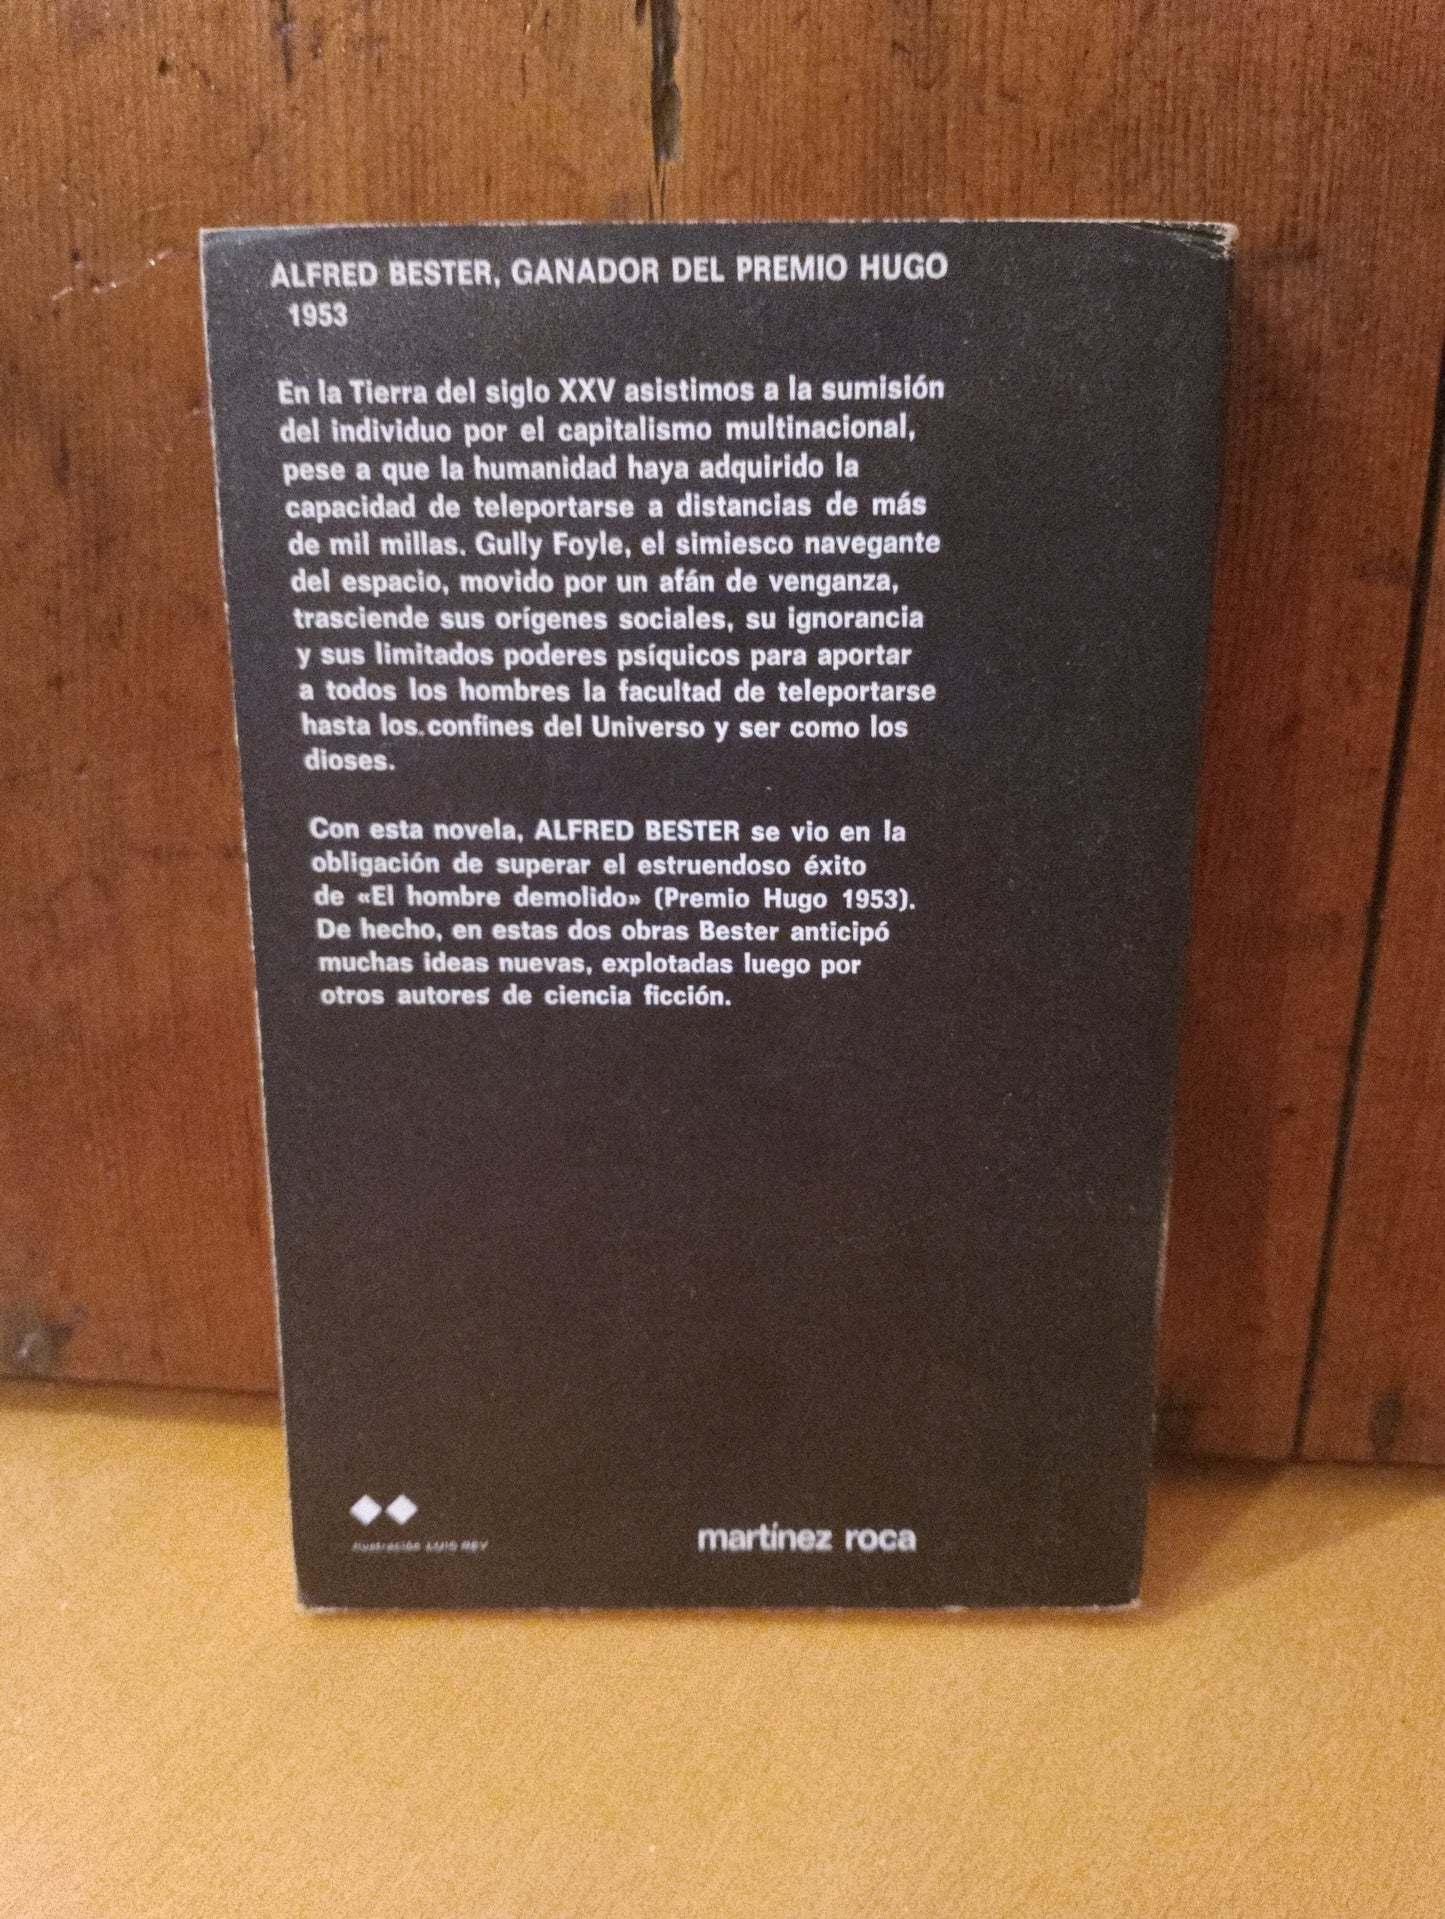 ALFRED BESTER, GANADOR DEL PREMIO HUGO
1953
En la Tierra del siglo XXV asistimos a la sumisión
del individuo por el capitalismo multinacional,
pese a que la humanidad haya adquirido la
capacidad de teleportarse a distancias de más
de mil millas. Gully Foyle, el simiesco navegante
del espacio, movido por un afán de venganza,
trasciende sus orígenes sociales, su ignorancia
y sus limitados poderes psíquicos para aportar
a todos los hombres la facultad de teleportarse
hasta los confines del Universo y ser como los
dioses.
Con esta novela, ALFRED BESTER se vio en la
obligación de superar el estruendoso éxito
de «El hombre demolido» (Premio Hugo 1953).
De hecho, en estas dos obras Bester anticipó
muchas ideas nuevas, explotadas luego por
otros autores de ciencia ficción.
Ilustración LUIS REY
martínez roca